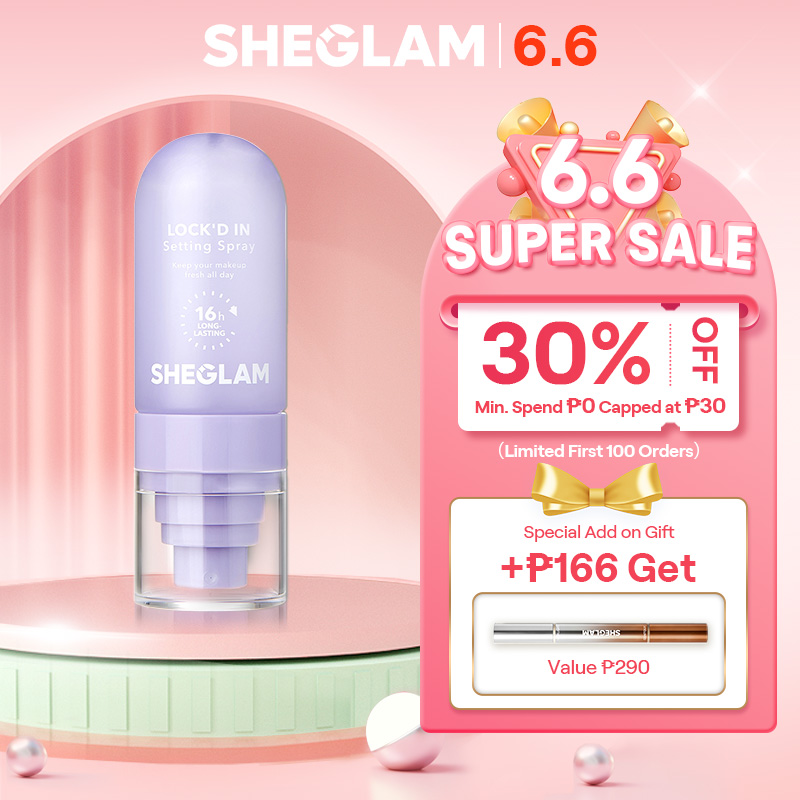 SHEGLAM | 6.6
LOCK'D IN
Setting Spray
Keep your makeup
fresh all day
16h
LONG-
LASTING
SHEGLAM
6.6
SUPER SALE
30% OFF
Min. Spend ₱0 Capped at ₱30
(Limited First 100 Orders)
Special Add on Gift
+₱166 Get
SHEGLAM
Value ₱290